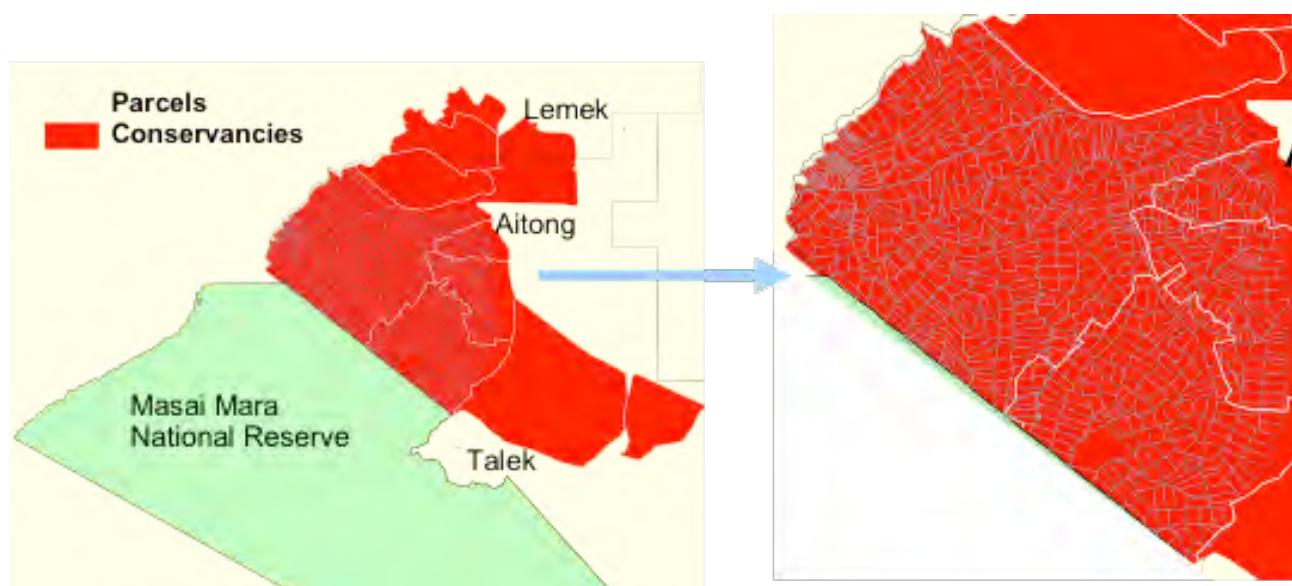 Parcels
Conservancies
Lemek
Aitong
Masai Mara
National Reserve
Talek